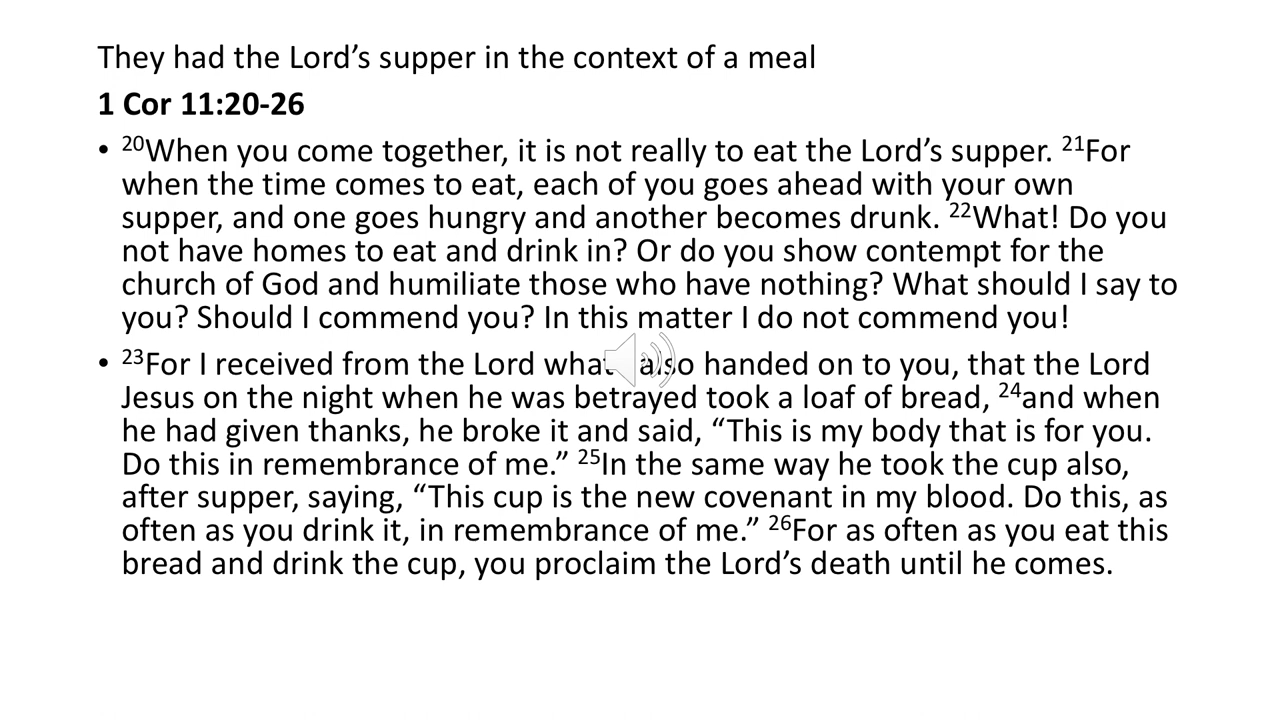 They had the Lord’s supper in the context of a meal
1 Cor 11:20-26
• 20When you come together, it is not really to eat the Lord’s supper. 21For
when the time comes to eat, each of you goes ahead with your own
supper, and one goes hungry and another becomes drunk. 22What! Do you
not have homes to eat and drink in? Or do you show contempt for the
church of God and humiliate those who have nothing? What should I say to
you? Should I commend you? In this matter I do not commend you!
• 23For I received from the Lord what also handed on to you, that the Lord
Jesus on the night when he was betrayed took a loaf of bread, 24and when
he had given thanks, he broke it and said, “This is my body that is for you.
Do this in remembrance of me.” 25In the same way he took the cup also,
after supper, saying, “This cup is the new covenant in my blood. Do this, as
often as you drink it, in remembrance of me.” 26For as often as you eat this
bread and drink the cup, you proclaim the Lord’s death until he comes.